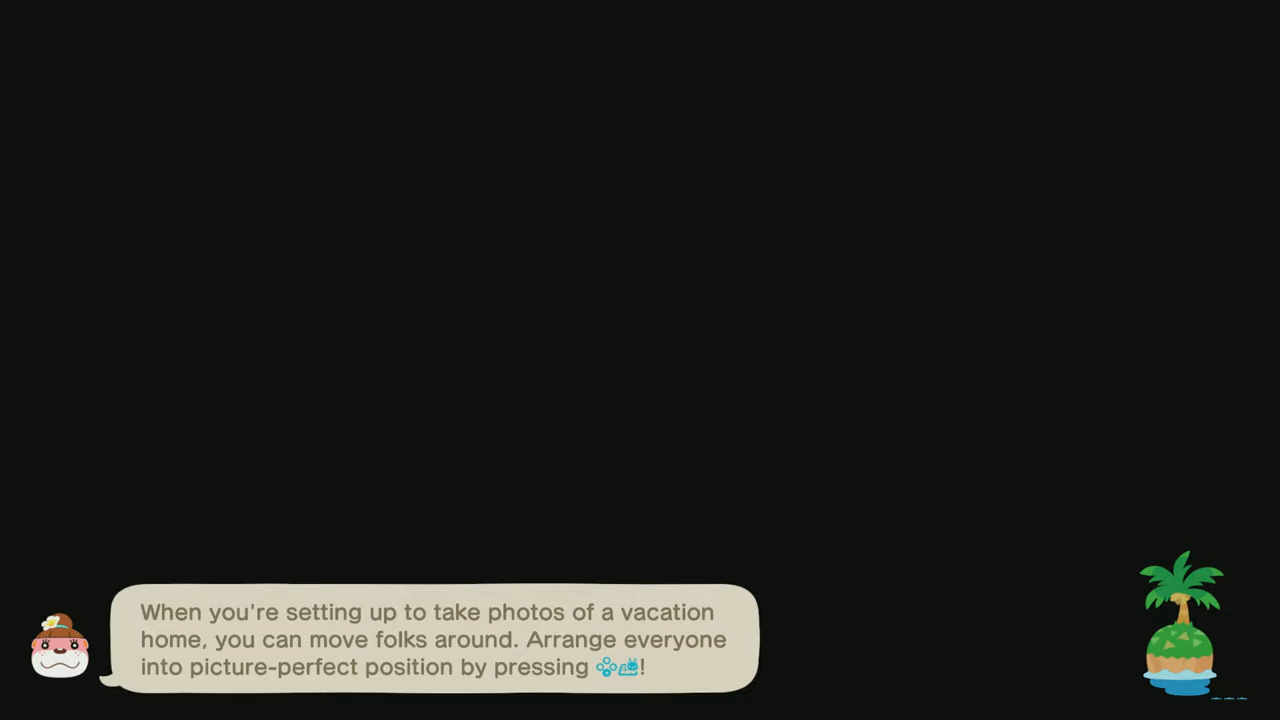 When you're setting up to take photos of a vacation
home, you can move folks around. Arrange everyone
into picture-perfect position by pressing !